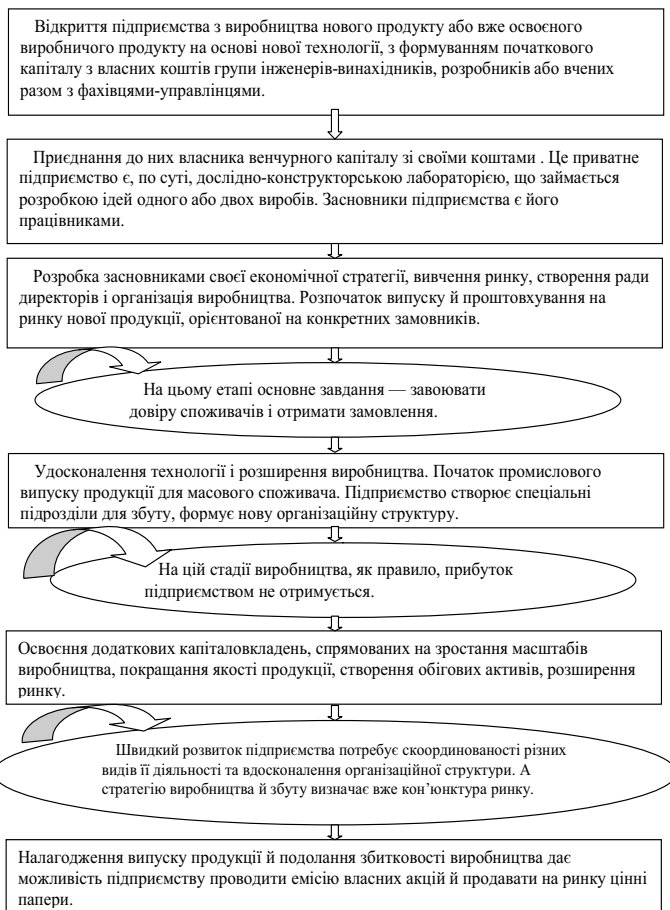 Відкриття підприємства з виробництва нового продукту або вже освоєного
виробничого продукту на основі нової технології, з формуванням початкового
капіталу з власних коштів групи інженерів-винахідників, розробників або вчених
разом з фахівцями-управлінцями.
Приєднання до них власника венчурного капіталу зі своїми коштами . Це приватне
підприємство є, по суті, дослідно-конструкторською лабораторією, що займається
розробкою ідей одного або двох виробів. Засновники підприємства є його
працівниками.
Розробка засновниками своєї економічної стратегії, вивчення ринку, створення ради
директорів і організація виробництва. Розпочаток випуску й проштовхування на
ринку нової продукції, орієнтованої на конкретних замовників.
На цьому етапі основне завдання — завоювати
довіру споживачів і отримати замовлення.
Удосконалення технології і розширення виробництва. Початок промислового
випуску продукції для масового споживача. Підприємство створює спеціальні
підрозділи для збуту, формує нову організаційну структуру.
На цій стадії виробництва, як правило, прибуток
підприємством не отримується.
Освоєння додаткових капіталовкладень, спрямованих на зростання масштабів
виробництва, покращання якості продукції, створення обігових активів, розширення
ринку.
Швидкий розвиток підприємства потребує скоординованості різних
видів її діяльності та вдосконалення організаційної структури. А
стратегію виробництва й збуту визначає вже кон’юнктура ринку.
Налагодження випуску продукції й подолання збитковості виробництва дає
можливість підприємству проводити емісію власних акцій й продавати на ринку цінні
папери.